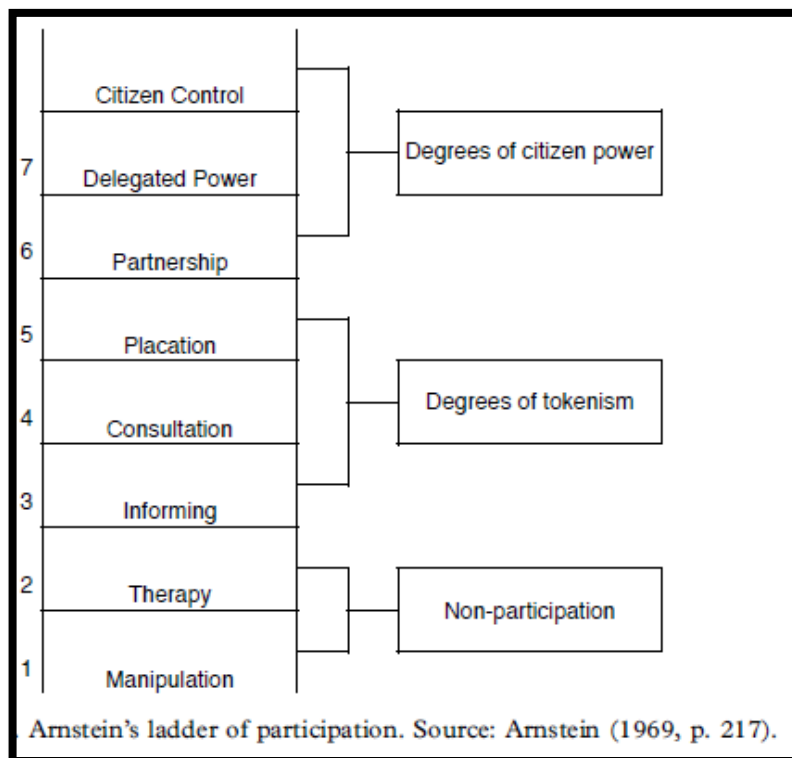 Citizen Control
Degrees of citizen power
7
Delegated Power
6
Partnership
5
Placation
Degrees of tokenism
4
Consultation
3
Informing
2
Therapy
Non-participation
1
Manipulation
. Arnstein's ladder of participation. Source: Arnstein (1969, p. 217).